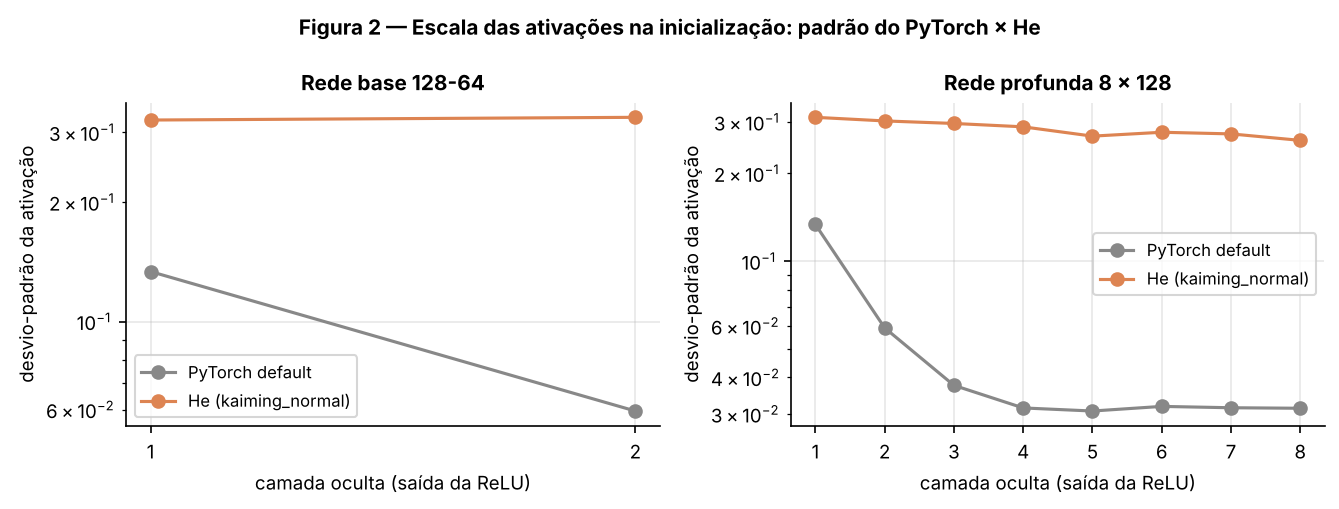 Figura 2 — Escala das ativações na inicialização: padrão do PyTorch × He
Rede base 128-64
desvio-padrão da ativação
3 × 10⁻¹
2 × 10⁻¹
10⁻¹
6 × 10⁻²
PyTorch default
He (kaiming_normal)
1 2
camada oculta (saída da ReLU)
Rede profunda 8 × 128
desvio-padrão da ativação
3 × 10⁻¹
2 × 10⁻¹
10⁻¹
6 × 10⁻²
4 × 10⁻²
3 × 10⁻²
PyTorch default
He (kaiming_normal)
1 2 3 4 5 6 7 8
camada oculta (saída da ReLU)